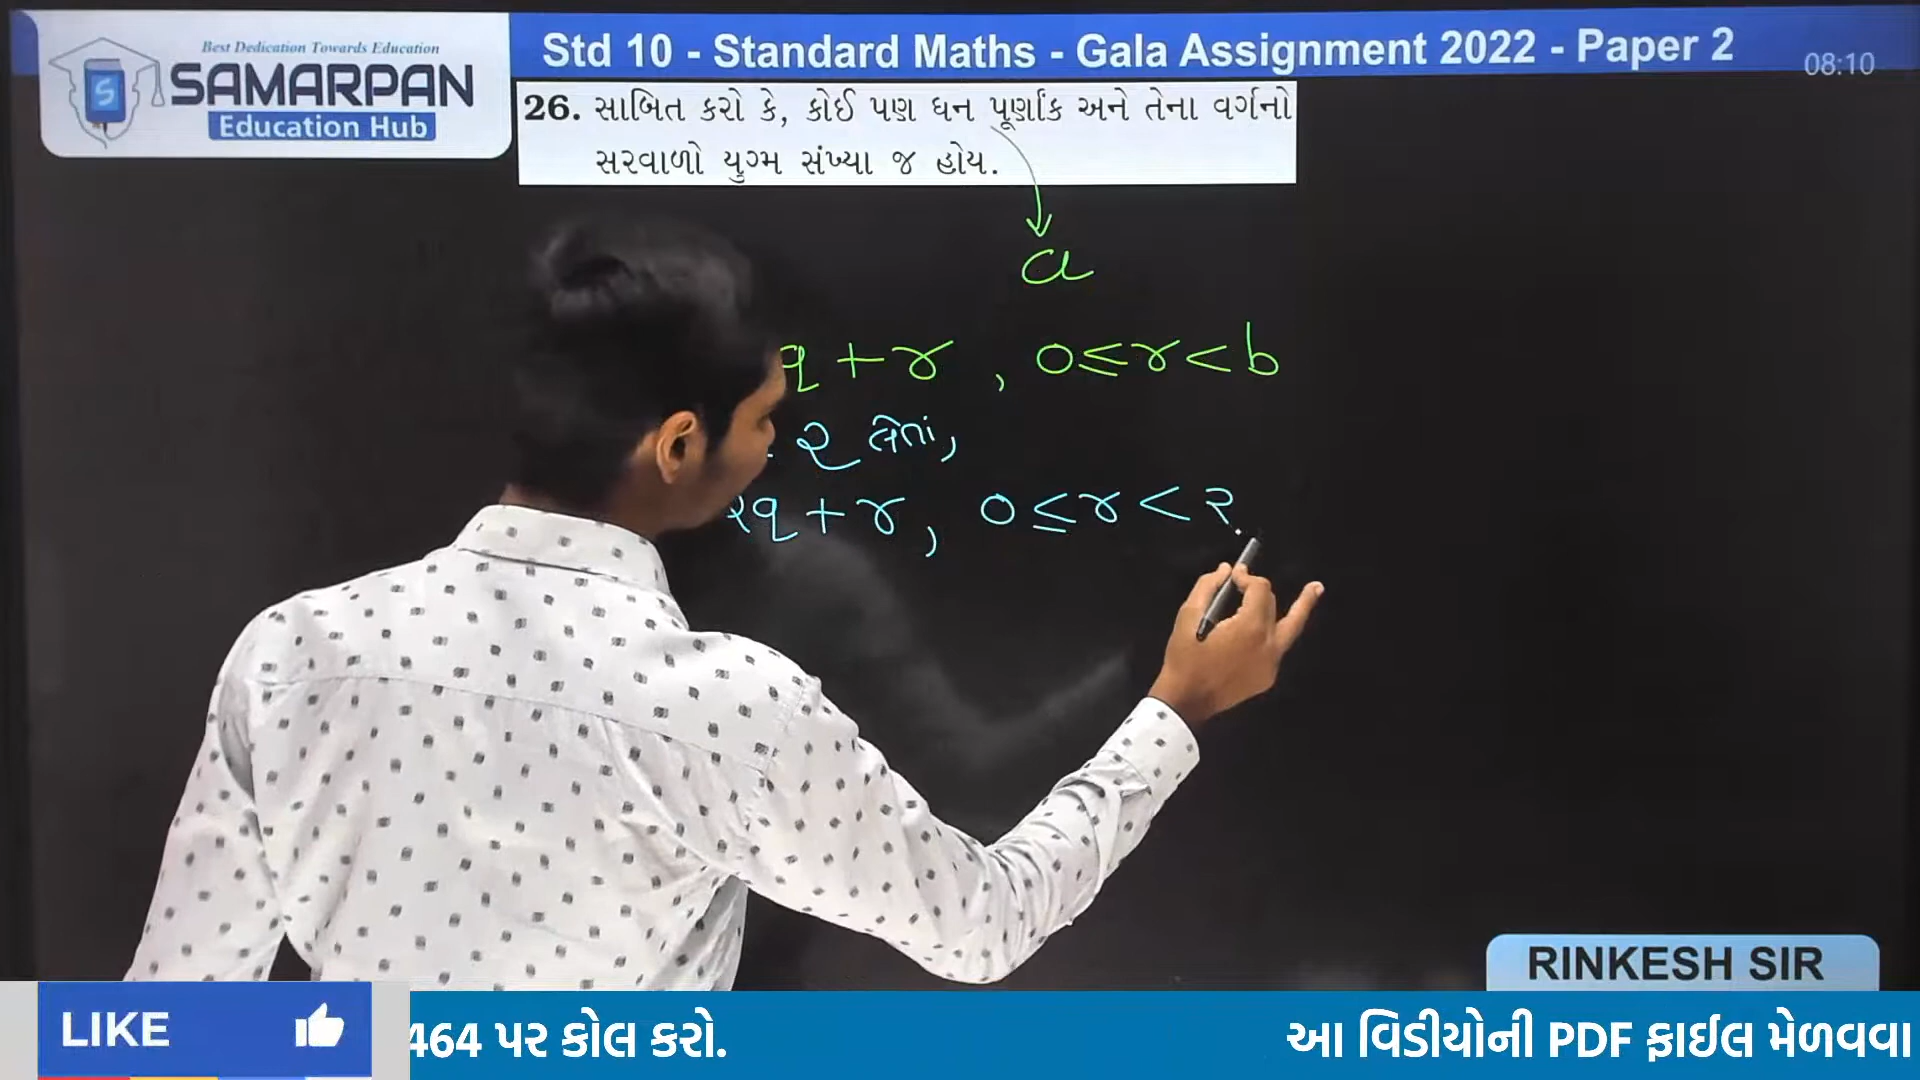 Best Dedication Towards Education
SAMARPAN
Education Hub
Std 10 - Standard Maths - Gala Assignment 2022 - Paper 2
08:10
26. સાબિત કરો કે, કોઈ પણ ધન પૂર્ણાંક અને તેના વર્ગનો
સરવાળો યુગ્મ સંખ્યા જ હોય.
a
q + r , 0 ≤ r < b
૨ લેતાં,
૨q + r, 0 ≤ r < ૨
RINKESH SIR
LIKE
464 પર કોલ કરો.
આ વિડીયોની PDF ફાઈલ મેળવવા